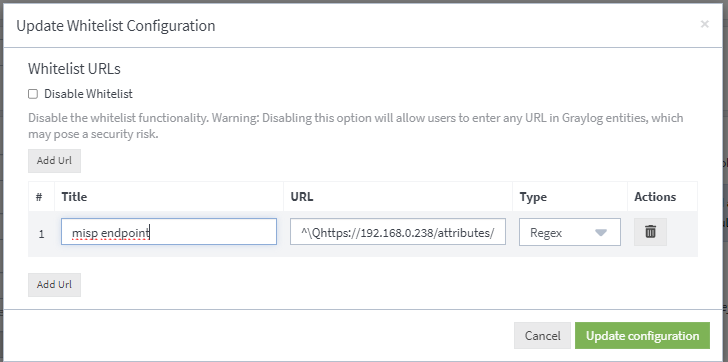 Update Whitelist Configuration ×
Whitelist URLs
Disable Whitelist
Disable the whitelist functionality. Warning: Disabling this option will allow users to enter any URL in Graylog entities, which
may pose a security risk.
Add Url
# Title URL Type Actions
1 misp endpoint ^\Qhttps://192.168.0.238/attributes/ Regex
Add Url
Cancel Update configuration